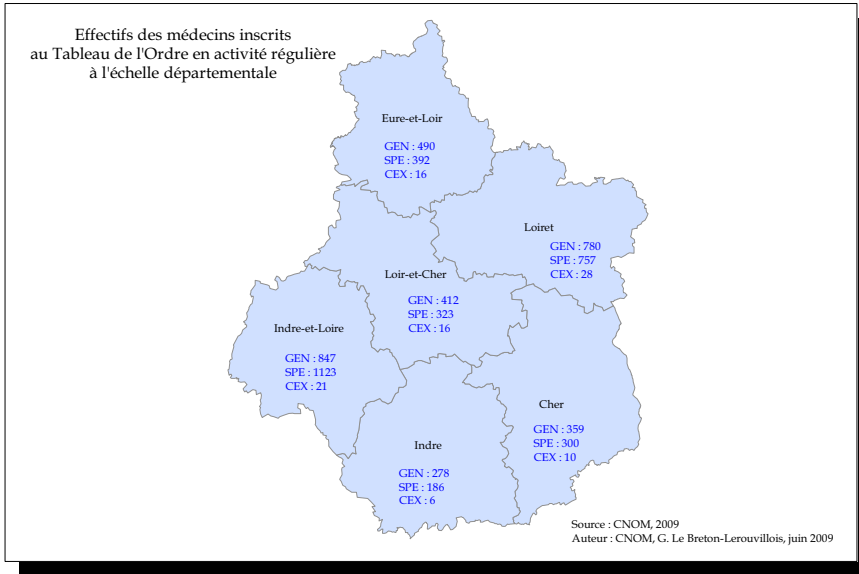 Effectifs des médecins inscrits
au Tableau de l'Ordre en activité régulière
à l'échelle départementale
Eure-et-Loir
GEN : 490
SPE : 392
CEX : 16
Loiret
GEN : 780
SPE : 757
CEX : 28
Loir-et-Cher
GEN : 412
SPE : 323
CEX : 16
Indre-et-Loire
GEN : 847
SPE : 1123
CEX : 21
Cher
GEN : 359
SPE : 300
CEX : 10
Indre
GEN : 278
SPE : 186
CEX : 6
Source : CNOM, 2009
Auteur : CNOM, G. Le Breton-Lerouvillois, juin 2009